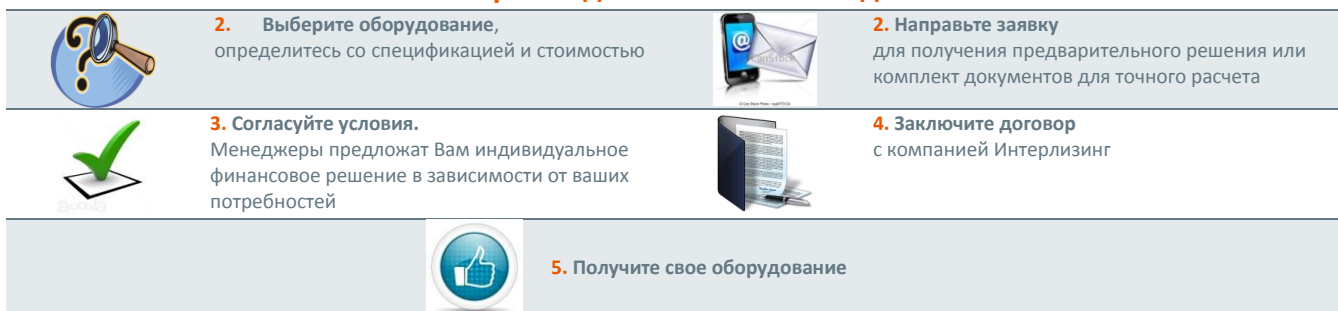 2. Выберите оборудование,
определитесь со спецификацией и стоимостью
2. Направьте заявку
для получения предварительного решения или
комплект документов для точного расчета
3. Согласуйте условия.
Менеджеры предложат Вам индивидуальное
финансовое решение в зависимости от ваших
потребностей
4. Заключите договор
с компанией Интерлизинг
5. Получите свое оборудование